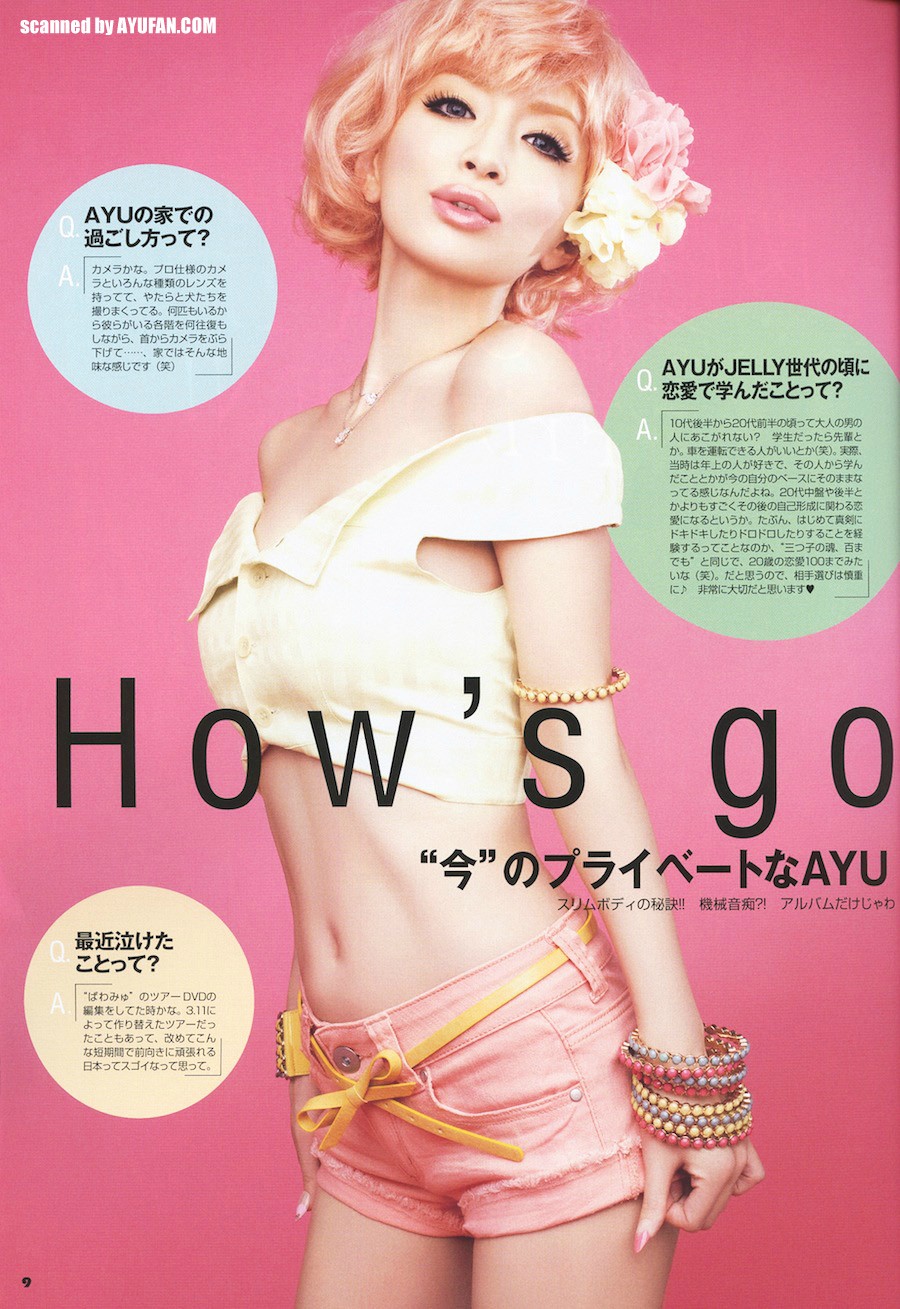 scanned by AYUFAN.COM
Q.
AYUの家での
過ごし方って?
A.
カメラかな。プロ仕様のカメ
ラといろんな種類のレンズを
持ってて、やたらと犬たちを
撮りまくってる。何匹もいるか
ら彼らがいる各階を何往復も
しながら、首からカメラをぶら
下げて……、家ではそんな地
味な感じです(笑)
Q.
AYUがJELLY世代の頃に
恋愛で学んだことって?
A.
10代後半から20代前半の頃って大人の男の
人にあこがれない? 学生だったら先輩と
か。車を運転できる人がいいとか(笑)。実際、
当時は年上の人が好きで、その人から学ん
だこととかが今の自分のベースにそのままな
ってる感じなんだよね。20代中盤や後半と
かよりもすごくその後の自己形成に関わる恋
愛になるというか。たぶん、はじめて真剣に
ドキドキしたりドロドロしたりすることを経
験するってことなのか、“三つ子の魂、百ま
でも”と同じで、20歳の恋愛100までみた
いな(笑)。だと思うので、相手選びは慎重
に♪ 非常に大切だと思います♥
How's go
“今”のプライベートなAYU
スリムボディの秘訣!! 機械音痴?! アルバムだけじゃわ
Q.
最近泣けた
ことって?
A.
“ぱわみゅ”のツアーDVDの
編集をしてた時かな。3.11に
よって作り替えたツアーだっ
たこともあって、改めてこん
な短期間で前向きに頑張れる
日本ってスゴイなって思って。
9